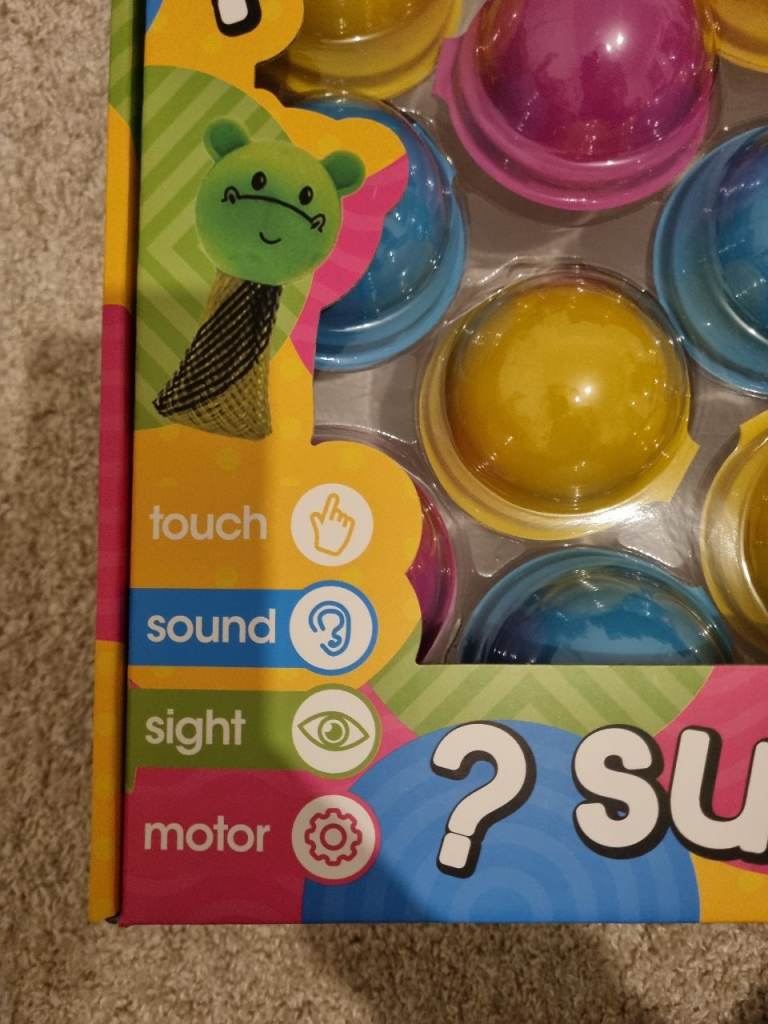 touch
sound
sight
motor
? su